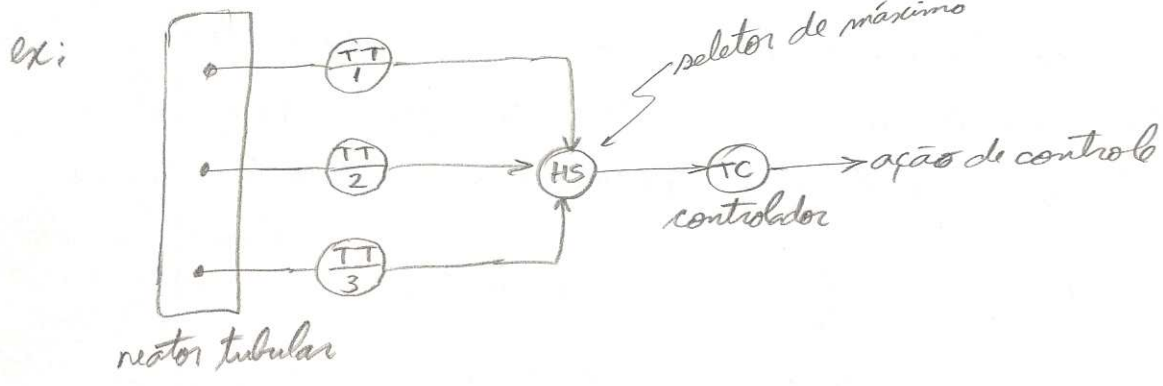 ex:
TT
1
seletor de máximo
TT
2
HS
TC
ação de controle
controlador
TT
3
reator tubular